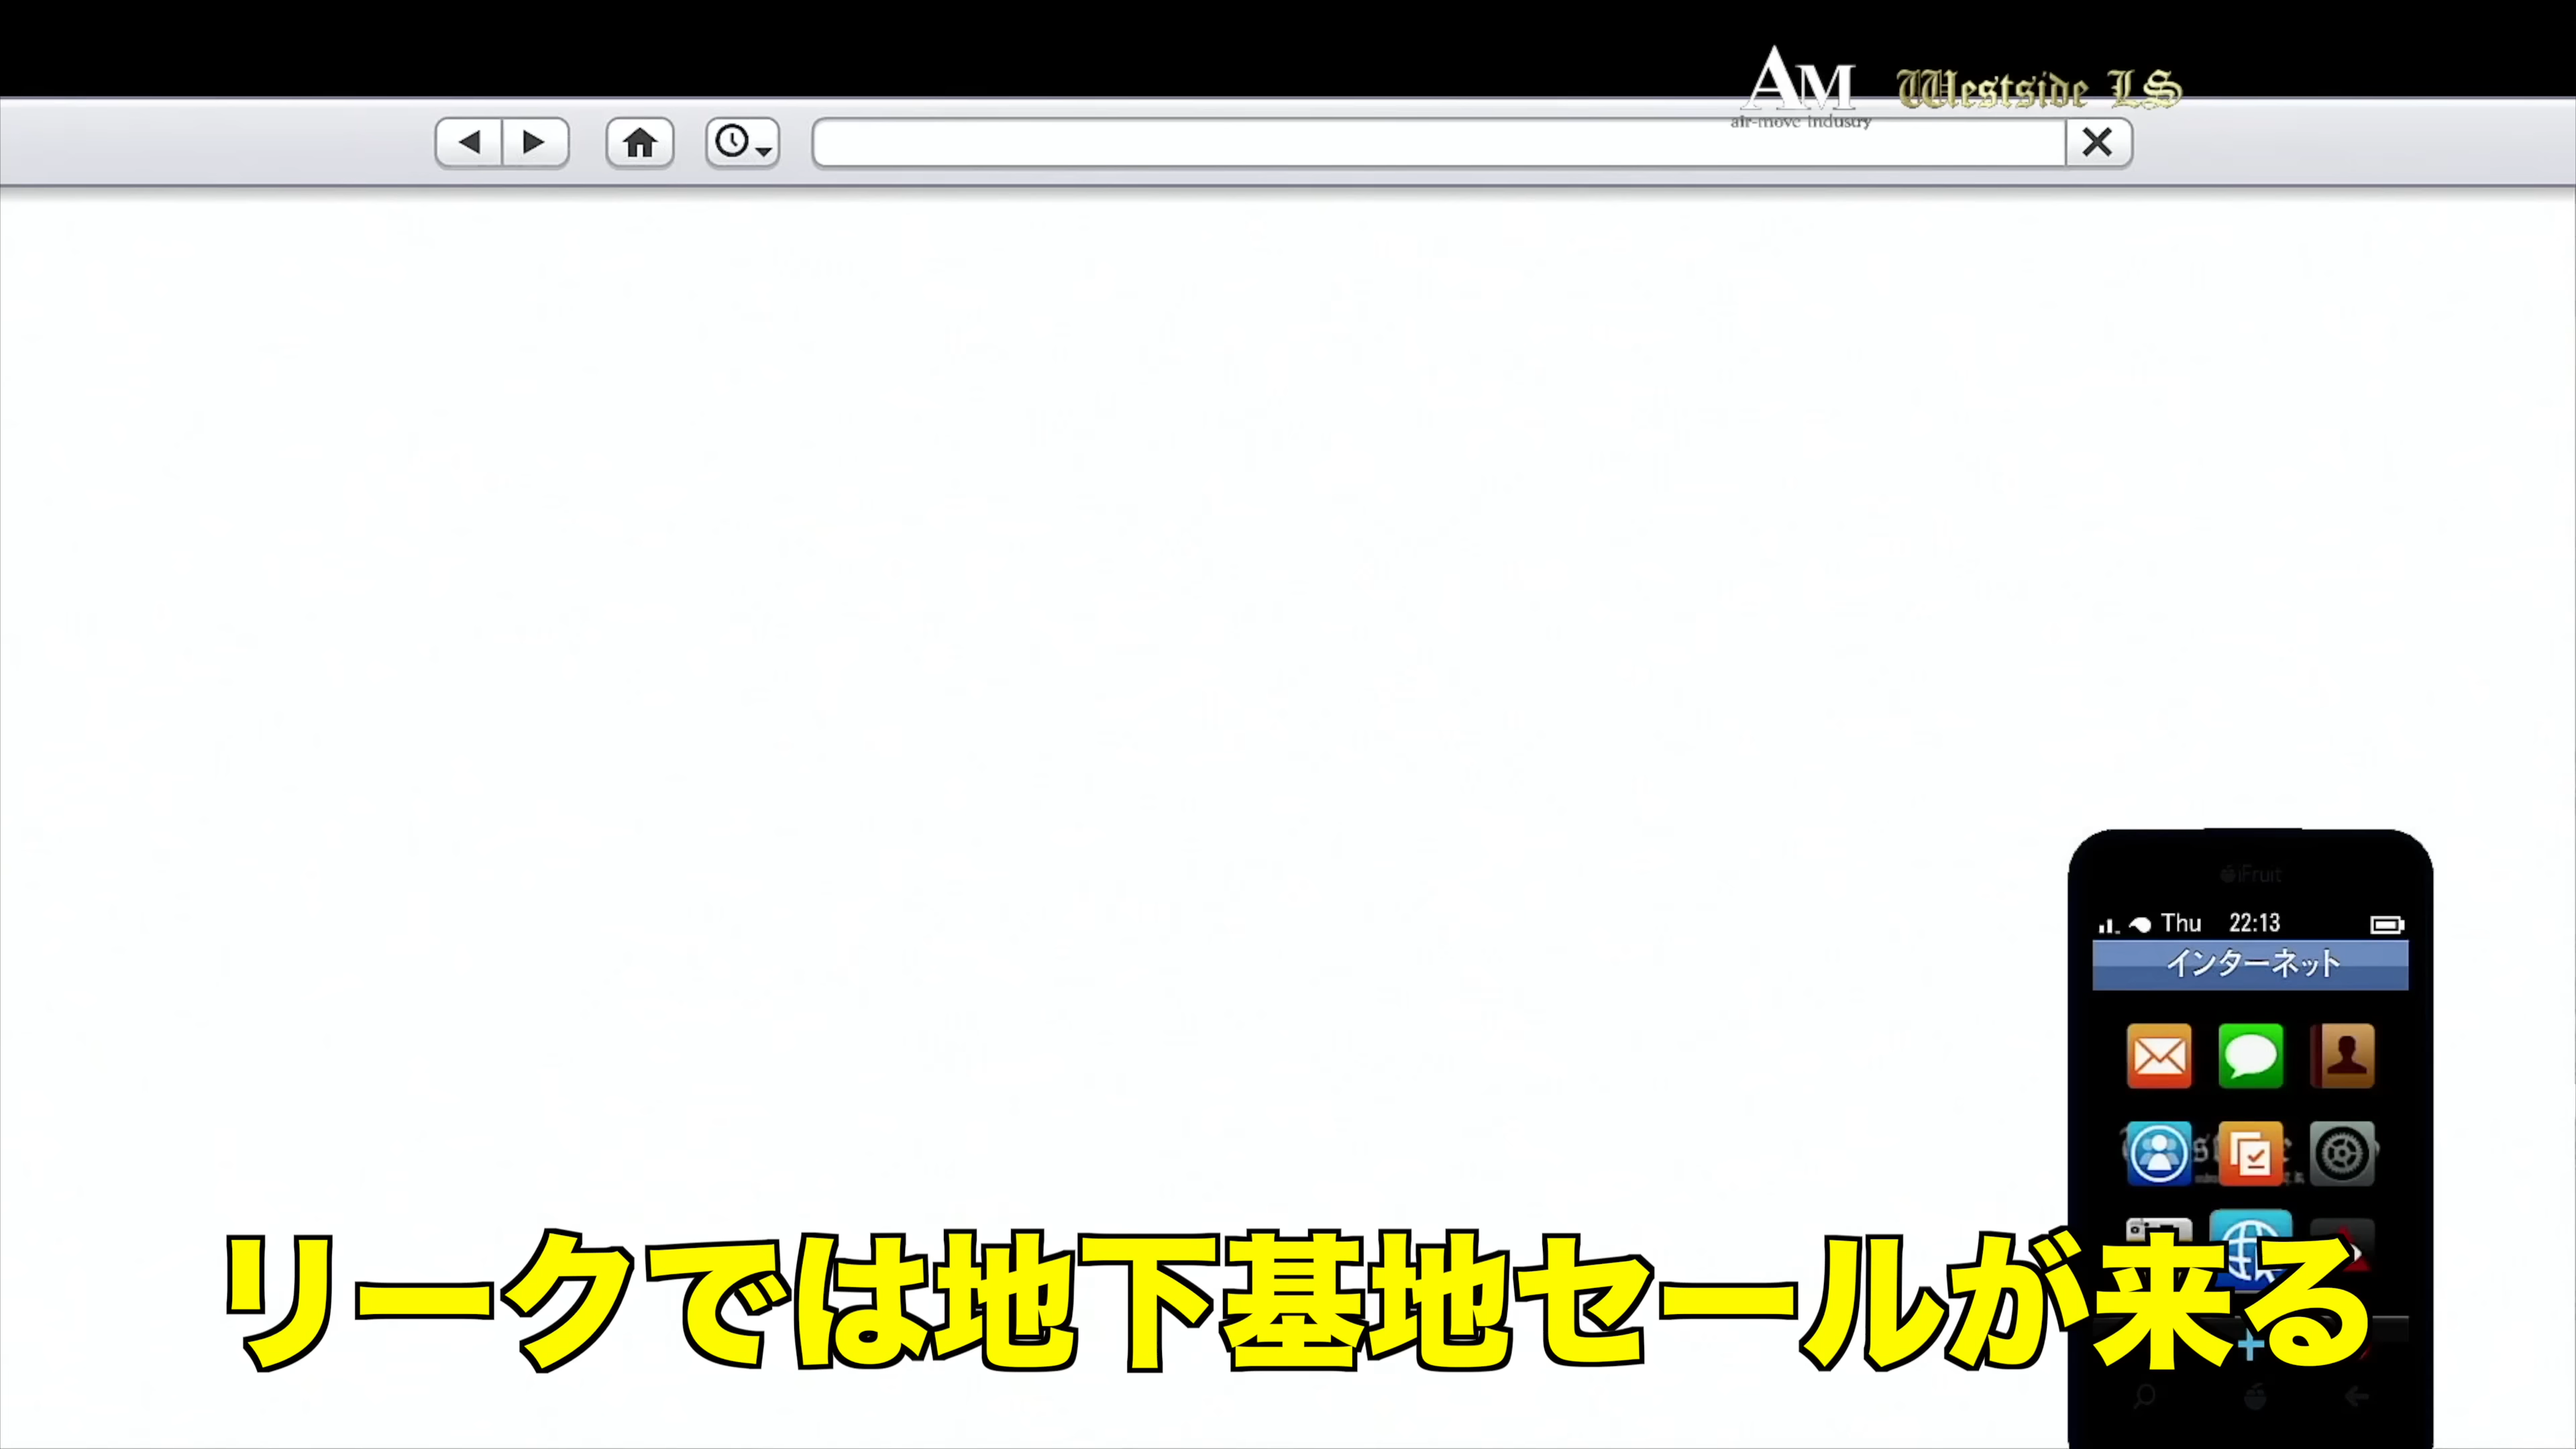 AM
air-move industry
Westside LS
iFruit
Thu 22:13
インターネット
リークでは地下基地セールが来る